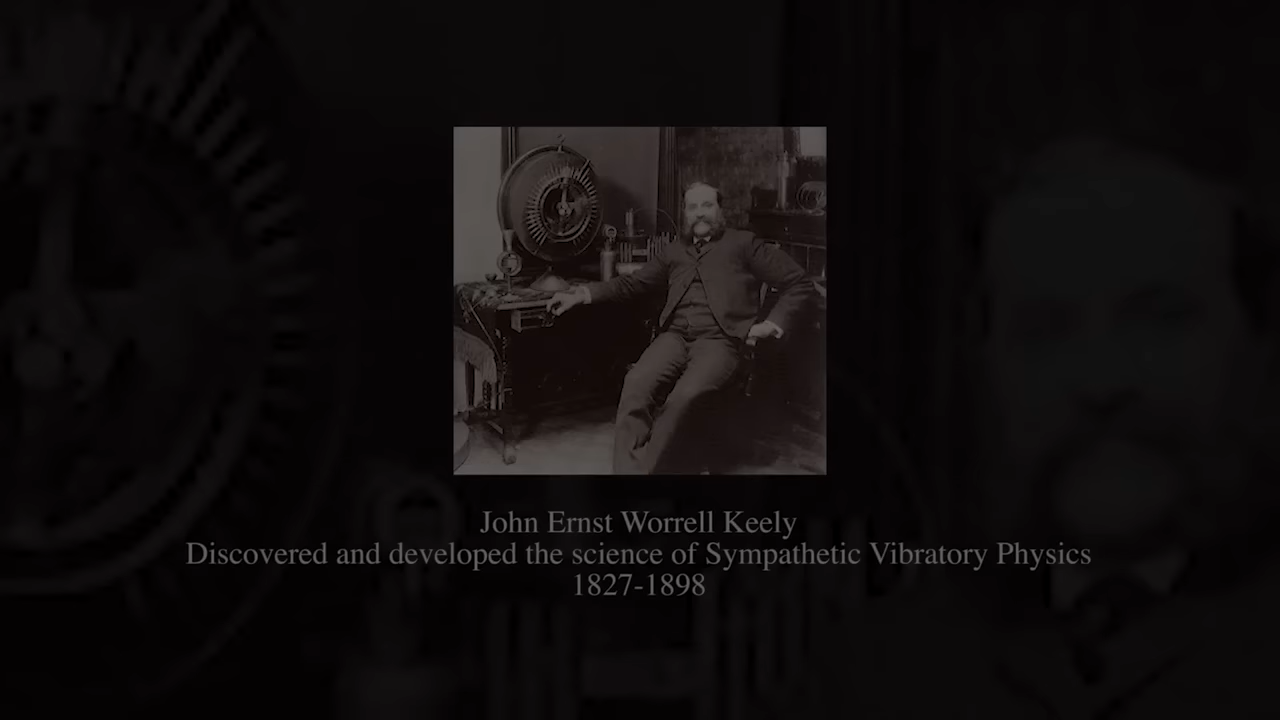 John Ernst Worrell Keely
Discovered and developed the science of Sympathetic Vibratory Physics
1827-1898